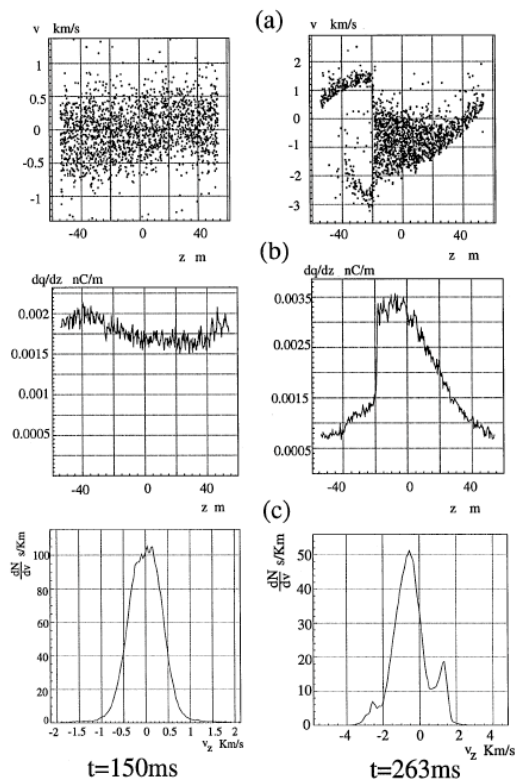 (a)
v km/s
1
0.5
0
-0.5
-1
-40 0 40
z m
v km/s
2
1
0
-1
-2
-3
-40 0 40
z m
(b)
dq/dz nC/m
0.002
0.0015
0.001
0.0005
-40 0 40
z m
dq/dz nC/m
0.0035
0.0025
0.0015
0.0005
-40 0 40
z m
(c)
dN/dv s/Km
100
80
60
40
20
0
-2 -1.5 -1 -0.5 0 0.5 1 1.5 2
v_z Km/s
t=150ms
dN/dv s/Km
50
40
30
20
10
0
-4 -2 0 2 4
v_z Km/s
t=263ms